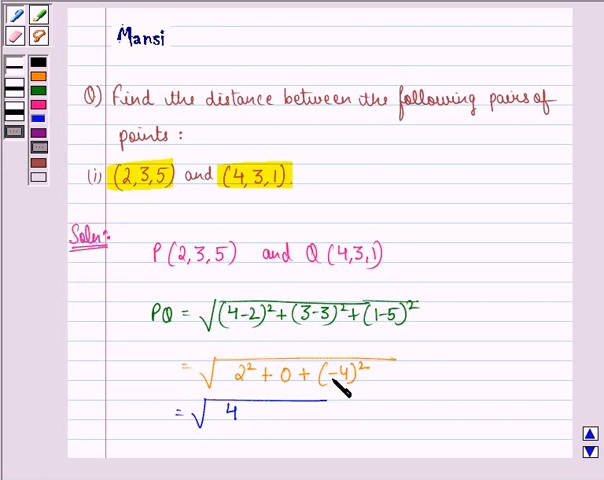 Mansi
Q) Find the distance between the following pairs of
points :
(i) (2,3,5) and (4,3,1).
Soln:
P(2,3,5) and Q(4,3,1)
PQ = √(4-2)²+(3-3)²+(1-5)²
= √2²+0+(-4)²
= √4